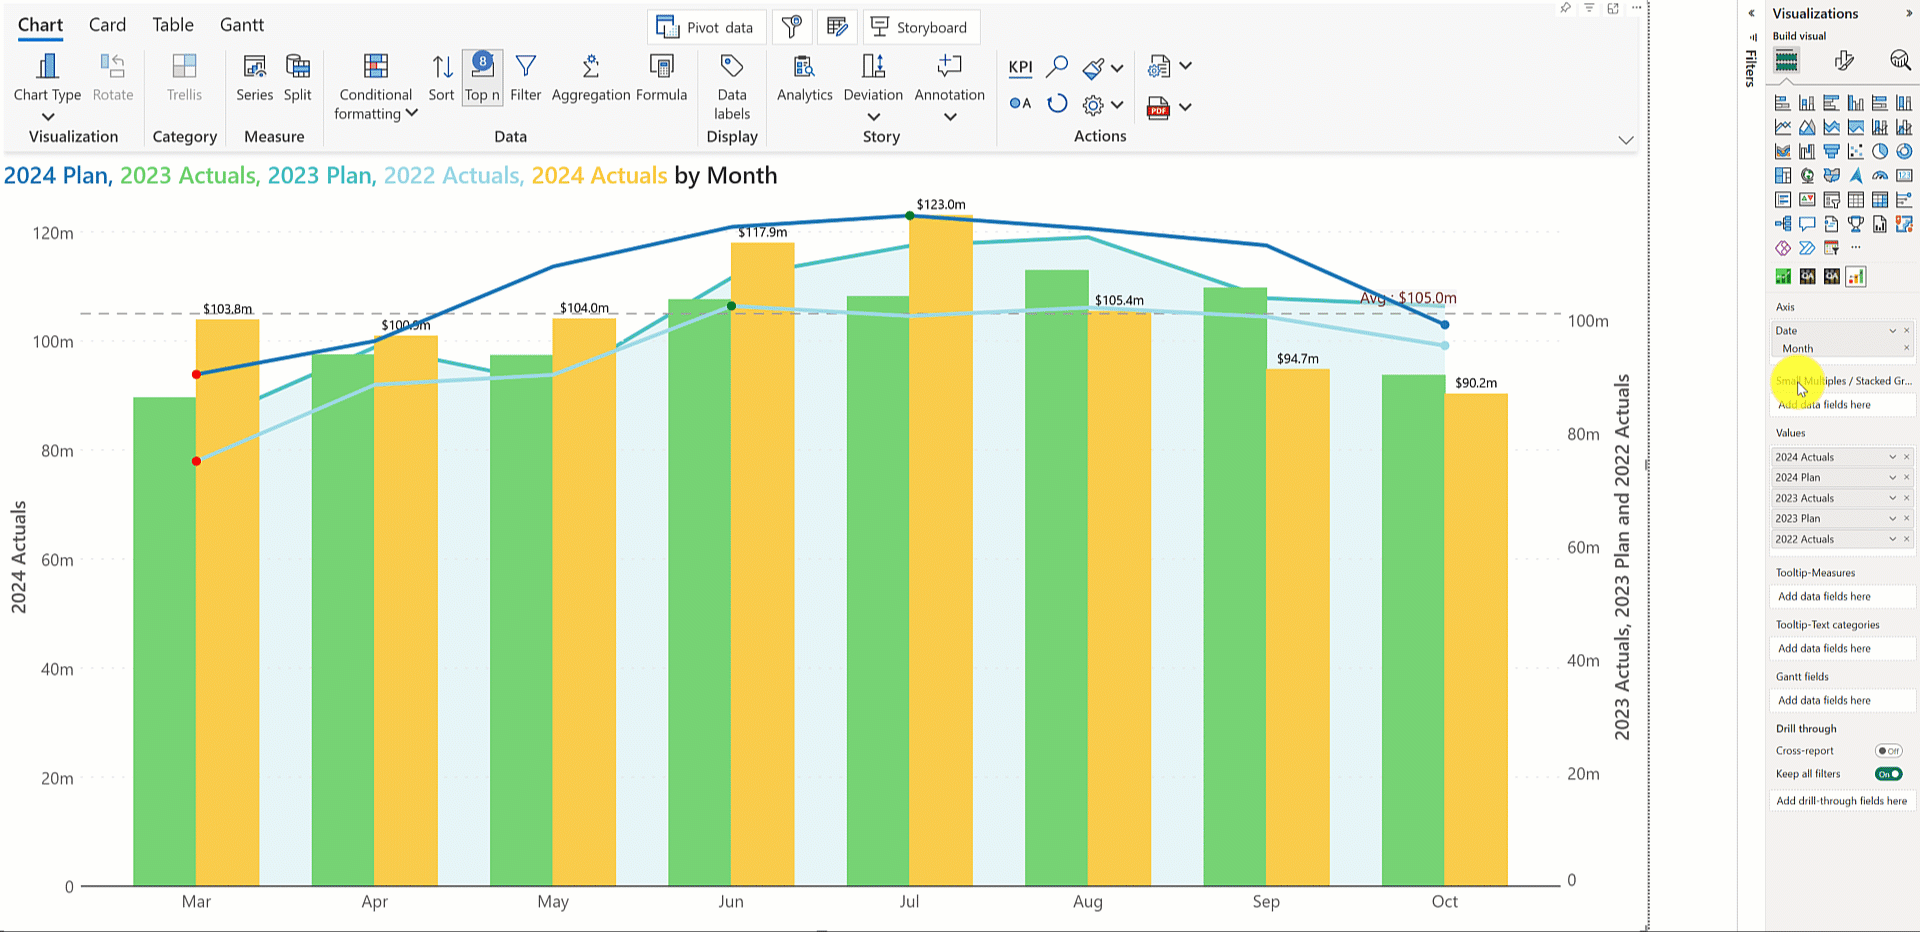 Chart Card Table Gantt
Pivot data
Storyboard
Chart Type
Rotate
Trellis
Series
Split
Conditional formatting
Sort
8
Top n
Filter
Aggregation
Formula
Data labels
Analytics
Deviation
Annotation
KPI
A
PDF
Visualization
Category
Measure
Data
Display
Story
Actions
2024 Plan, 2023 Actuals, 2023 Plan, 2022 Actuals, 2024 Actuals by Month
120m
100m
80m
60m
40m
20m
0
2024 Actuals
$103.8m
$100.9m
$104.0m
$117.9m
$123.0m
$105.4m
$94.7m
$90.2m
Avg : $105.0m
100m
80m
60m
40m
20m
0
2023 Actuals, 2023 Plan and 2022 Actuals
Mar
Apr
May
Jun
Jul
Aug
Sep
Oct
Filters
Visualizations
Build visual
123
Axis
Date
Month
Small Multiples / Stacked Gr...
Add data fields here
Values
2024 Actuals
2024 Plan
2023 Actuals
2023 Plan
2022 Actuals
Tooltip-Measures
Add data fields here
Tooltip-Text categories
Add data fields here
Gantt fields
Add data fields here
Drill through
Cross-report
Off
Keep all filters
On
Add drill-through fields here